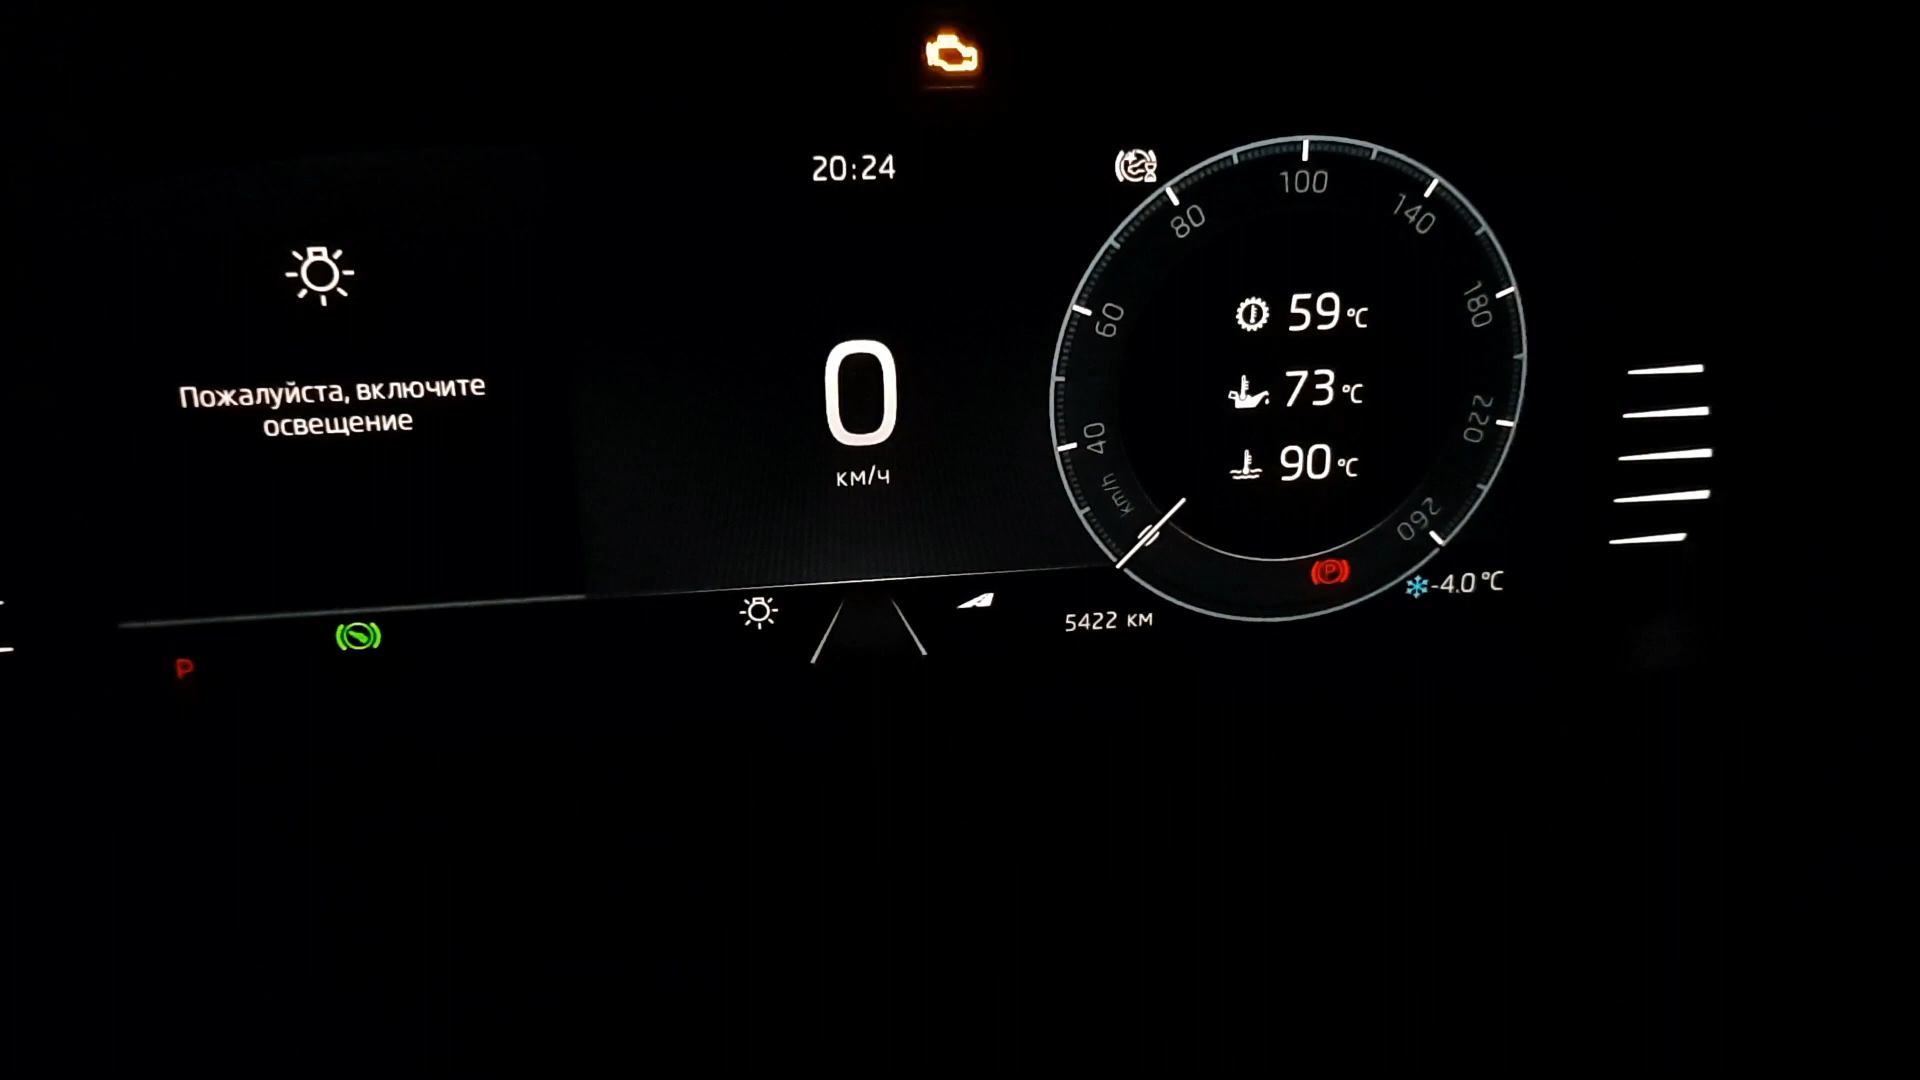 20:24
Пожалуйста, включите
освещение
0
км/ч
40
60
80
100
140
180
220
260
km/h
59 °C
73 °C
90 °C
P
-4.0 °C
5422 км
P